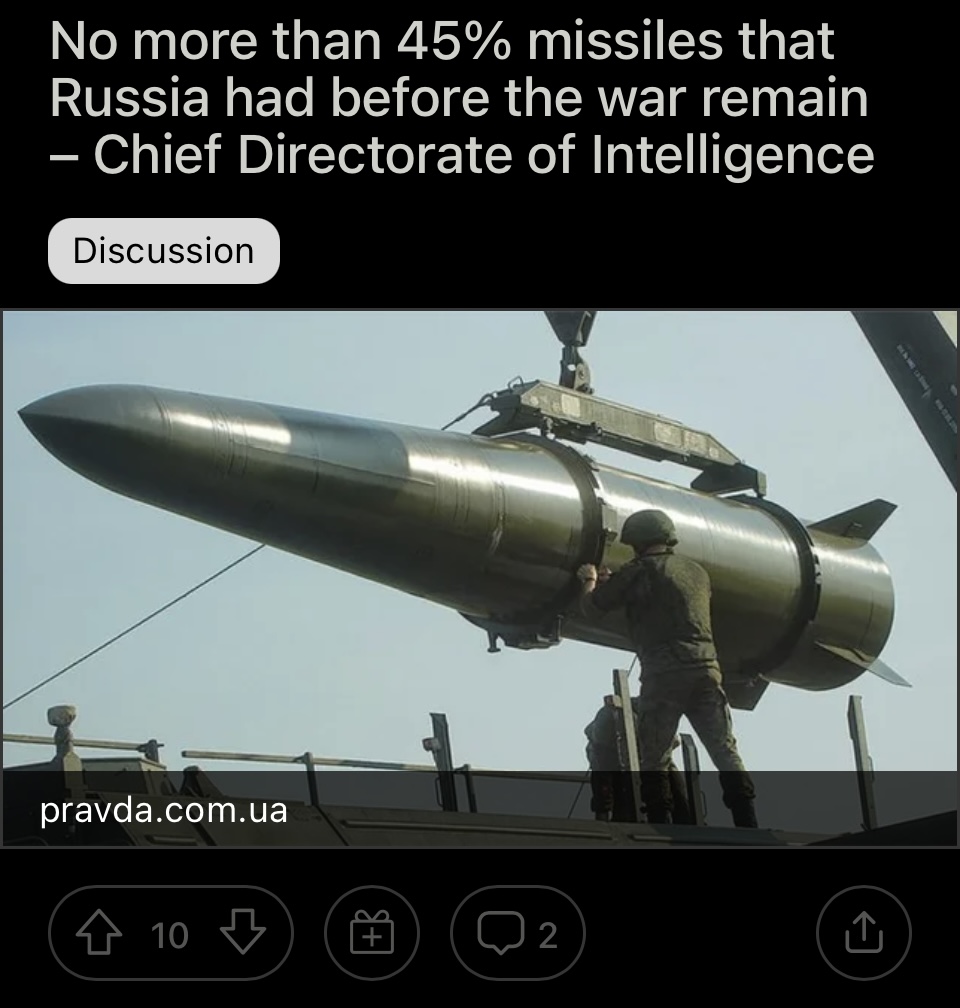 No more than 45% missiles that
Russia had before the war remain
– Chief Directorate of Intelligence
Discussion
pravda.com.ua
10
2